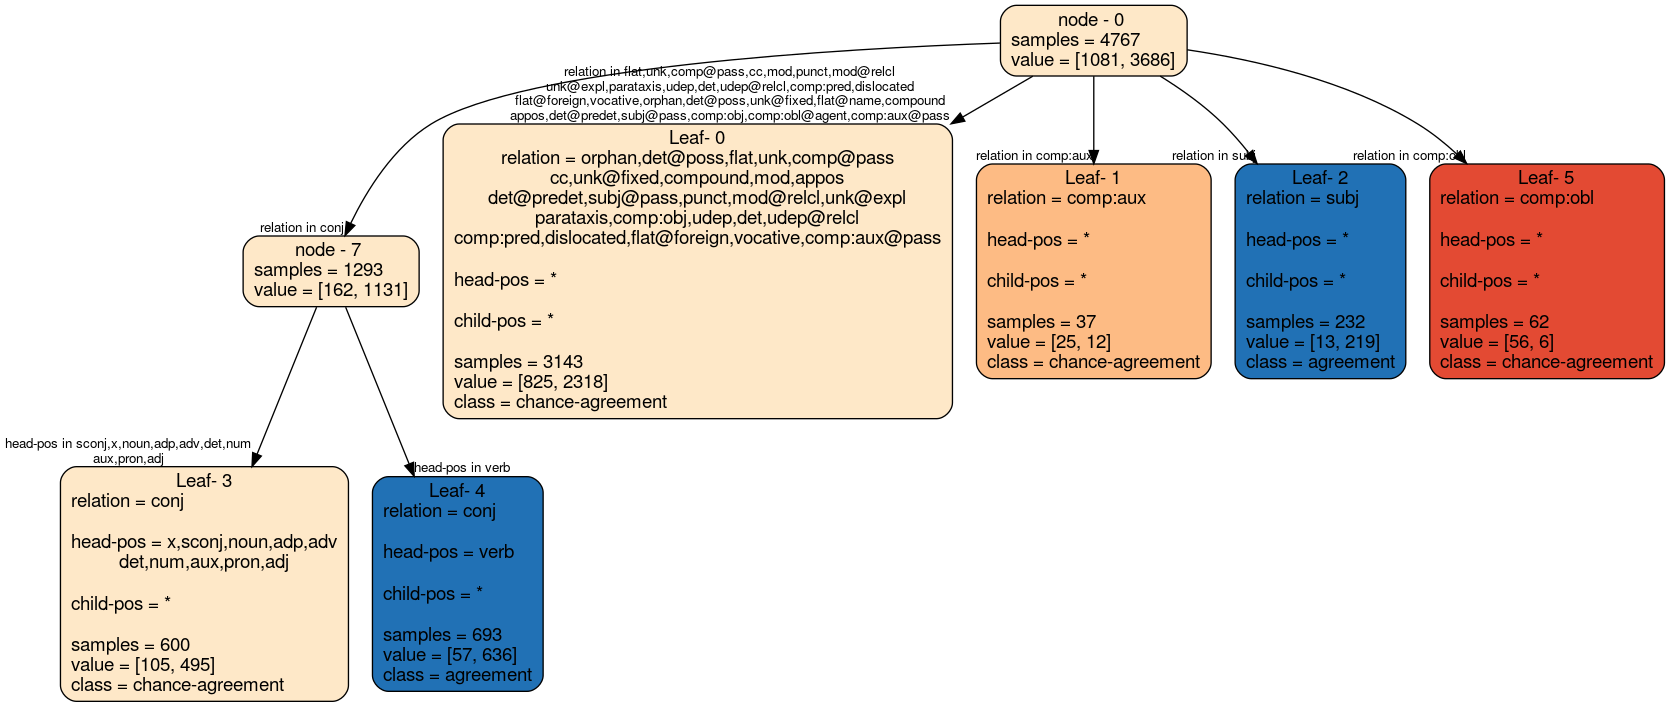 node - 0
samples = 4767
value = [1081, 3686]
relation in flat,unk,comp@pass,cc,mod,punct,mod@relcl
unk@expl,parataxis,udep,det,udep@relcl,comp:pred,dislocated
flat@foreign,vocative,orphan,det@poss,unk@fixed,flat@name,compound
appos,det@predet,subj@pass,comp:obj,comp:obl@agent,comp:aux@pass
relation in comp:aux
relation in subj
relation in comp:obl
Leaf- 0
relation = orphan,det@poss,flat,unk,comp@pass
cc,unk@fixed,compound,mod,appos
det@predet,subj@pass,punct,mod@relcl,unk@expl
parataxis,comp:obj,udep,det,udep@relcl
comp:pred,dislocated,flat@foreign,vocative,comp:aux@pass
head-pos = *
child-pos = *
samples = 3143
value = [825, 2318]
class = chance-agreement
Leaf- 1
relation = comp:aux
head-pos = *
child-pos = *
samples = 37
value = [25, 12]
class = chance-agreement
Leaf- 2
relation = subj
head-pos = *
child-pos = *
samples = 232
value = [13, 219]
class = agreement
Leaf- 5
relation = comp:obl
head-pos = *
child-pos = *
samples = 62
value = [56, 6]
class = chance-agreement
relation in conj
node - 7
samples = 1293
value = [162, 1131]
head-pos in sconj,x,noun,adp,adv,det,num
aux,pron,adj
head-pos in verb
Leaf- 3
relation = conj
head-pos = x,sconj,noun,adp,adv
det,num,aux,pron,adj
child-pos = *
samples = 600
value = [105, 495]
class = chance-agreement
Leaf- 4
relation = conj
head-pos = verb
child-pos = *
samples = 693
value = [57, 636]
class = agreement